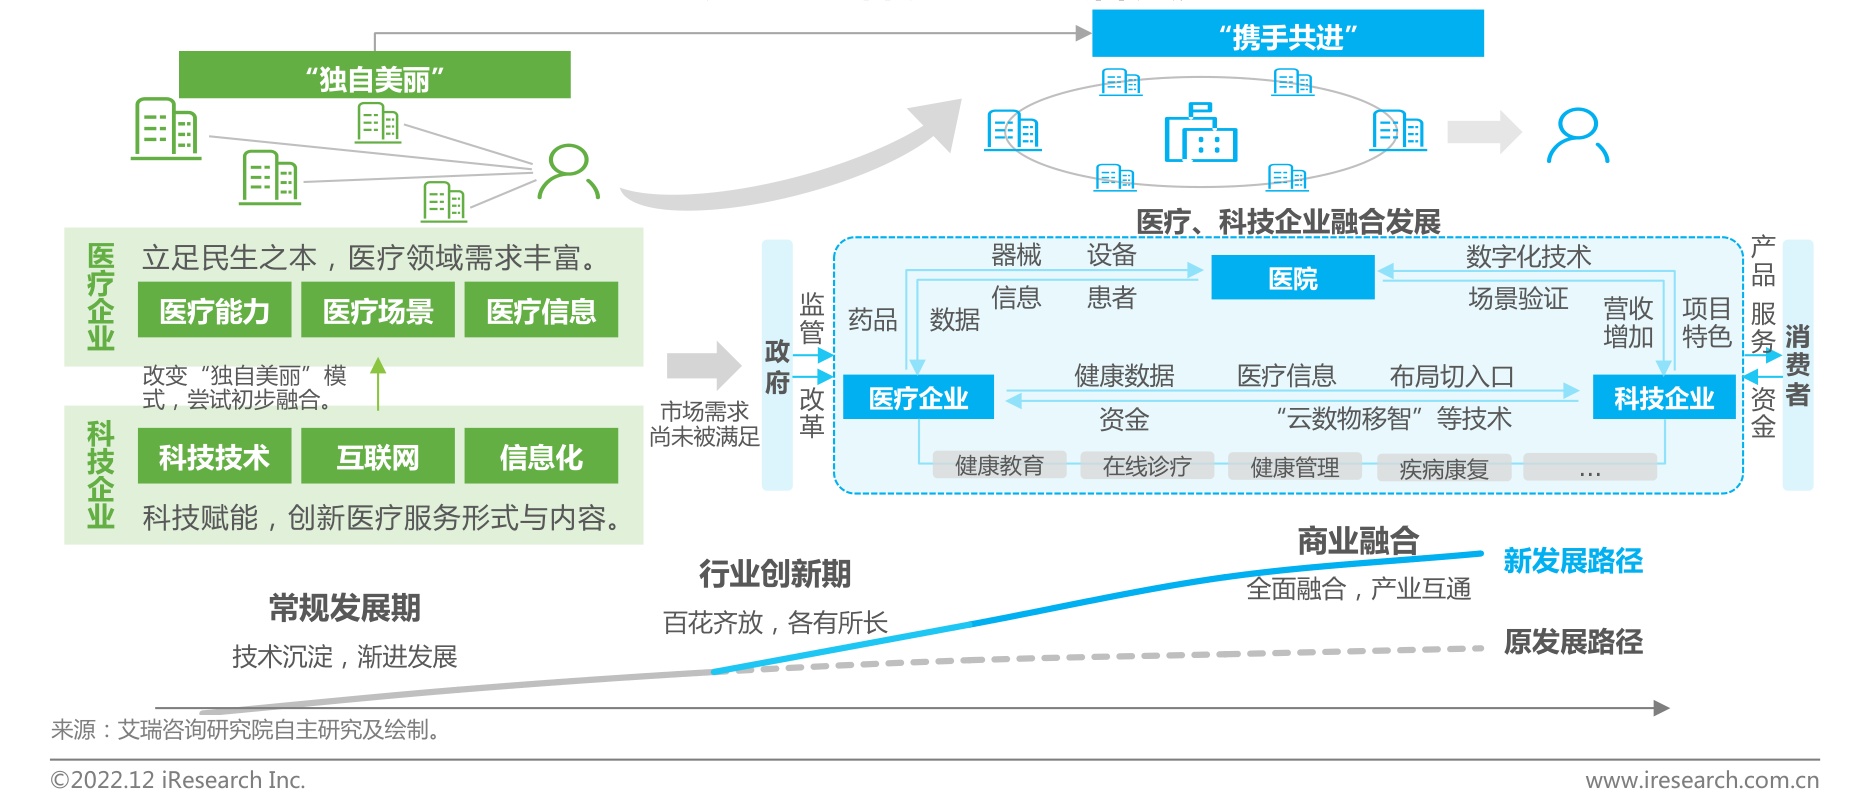 “独自美丽”
“携手共进”
医疗企业
立足民生之本，医疗领域需求丰富。
医疗能力
医疗场景
医疗信息
改变“独自美丽”模
式，尝试初步融合。
科技企业
科技技术
互联网
信息化
科技赋能，创新医疗服务形式与内容。
市场需求
尚未被满足
医疗、科技企业融合发展
政府
监管
改革
器械
设备
信息
患者
药品
数据
医院
数字化技术
场景验证
营收
增加
项目
特色
医疗企业
健康数据
医疗信息
布局切入口
资金
“云数物移智”等技术
科技企业
健康教育
在线诊疗
健康管理
疾病康复
...
产品
服务
资金
消费者
常规发展期
技术沉淀，渐进发展
行业创新期
百花齐放，各有所长
商业融合
全面融合，产业互通
新发展路径
原发展路径
来源：艾瑞咨询研究院自主研究及绘制。
©2022.12 iResearch Inc.
www.iresearch.com.cn